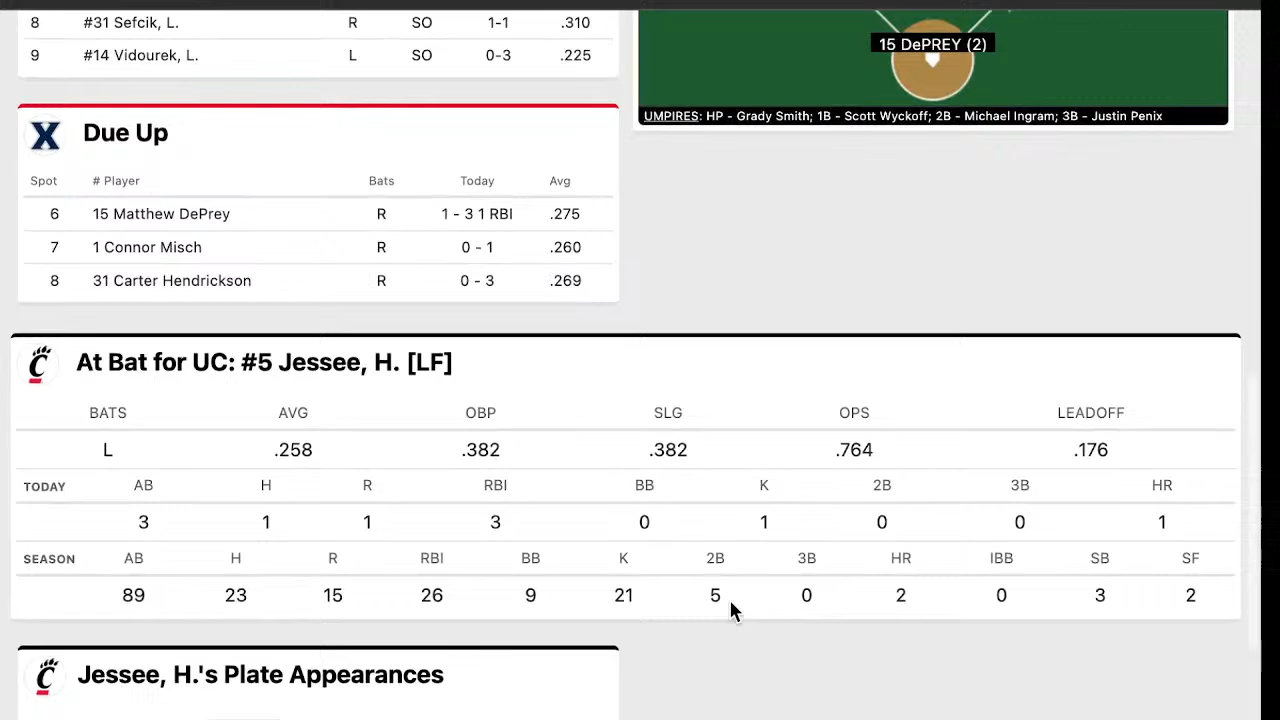 8 #31 Sefcik, L. R SO 1-1 .310
9 #14 Vidourek, L. L SO 0-3 .225
15 DePREY (2)
UMPIRES: HP - Grady Smith; 1B - Scott Wyckoff; 2B - Michael Ingram; 3B - Justin Penix
X Due Up
Spot # Player Bats Today Avg
6 15 Matthew DePrey R 1 - 3 1 RBI .275
7 1 Connor Misch R 0 - 1 .260
8 31 Carter Hendrickson R 0 - 3 .269
C At Bat for UC: #5 Jessee, H. [LF]
BATS AVG OBP SLG OPS LEADOFF
L .258 .382 .382 .764 .176
TODAY AB H R RBI BB K 2B 3B HR
3 1 1 3 0 1 0 0 1
SEASON AB H R RBI BB K 2B 3B HR IBB SB SF
89 23 15 26 9 21 5 0 2 0 3 2
C Jessee, H.'s Plate Appearances